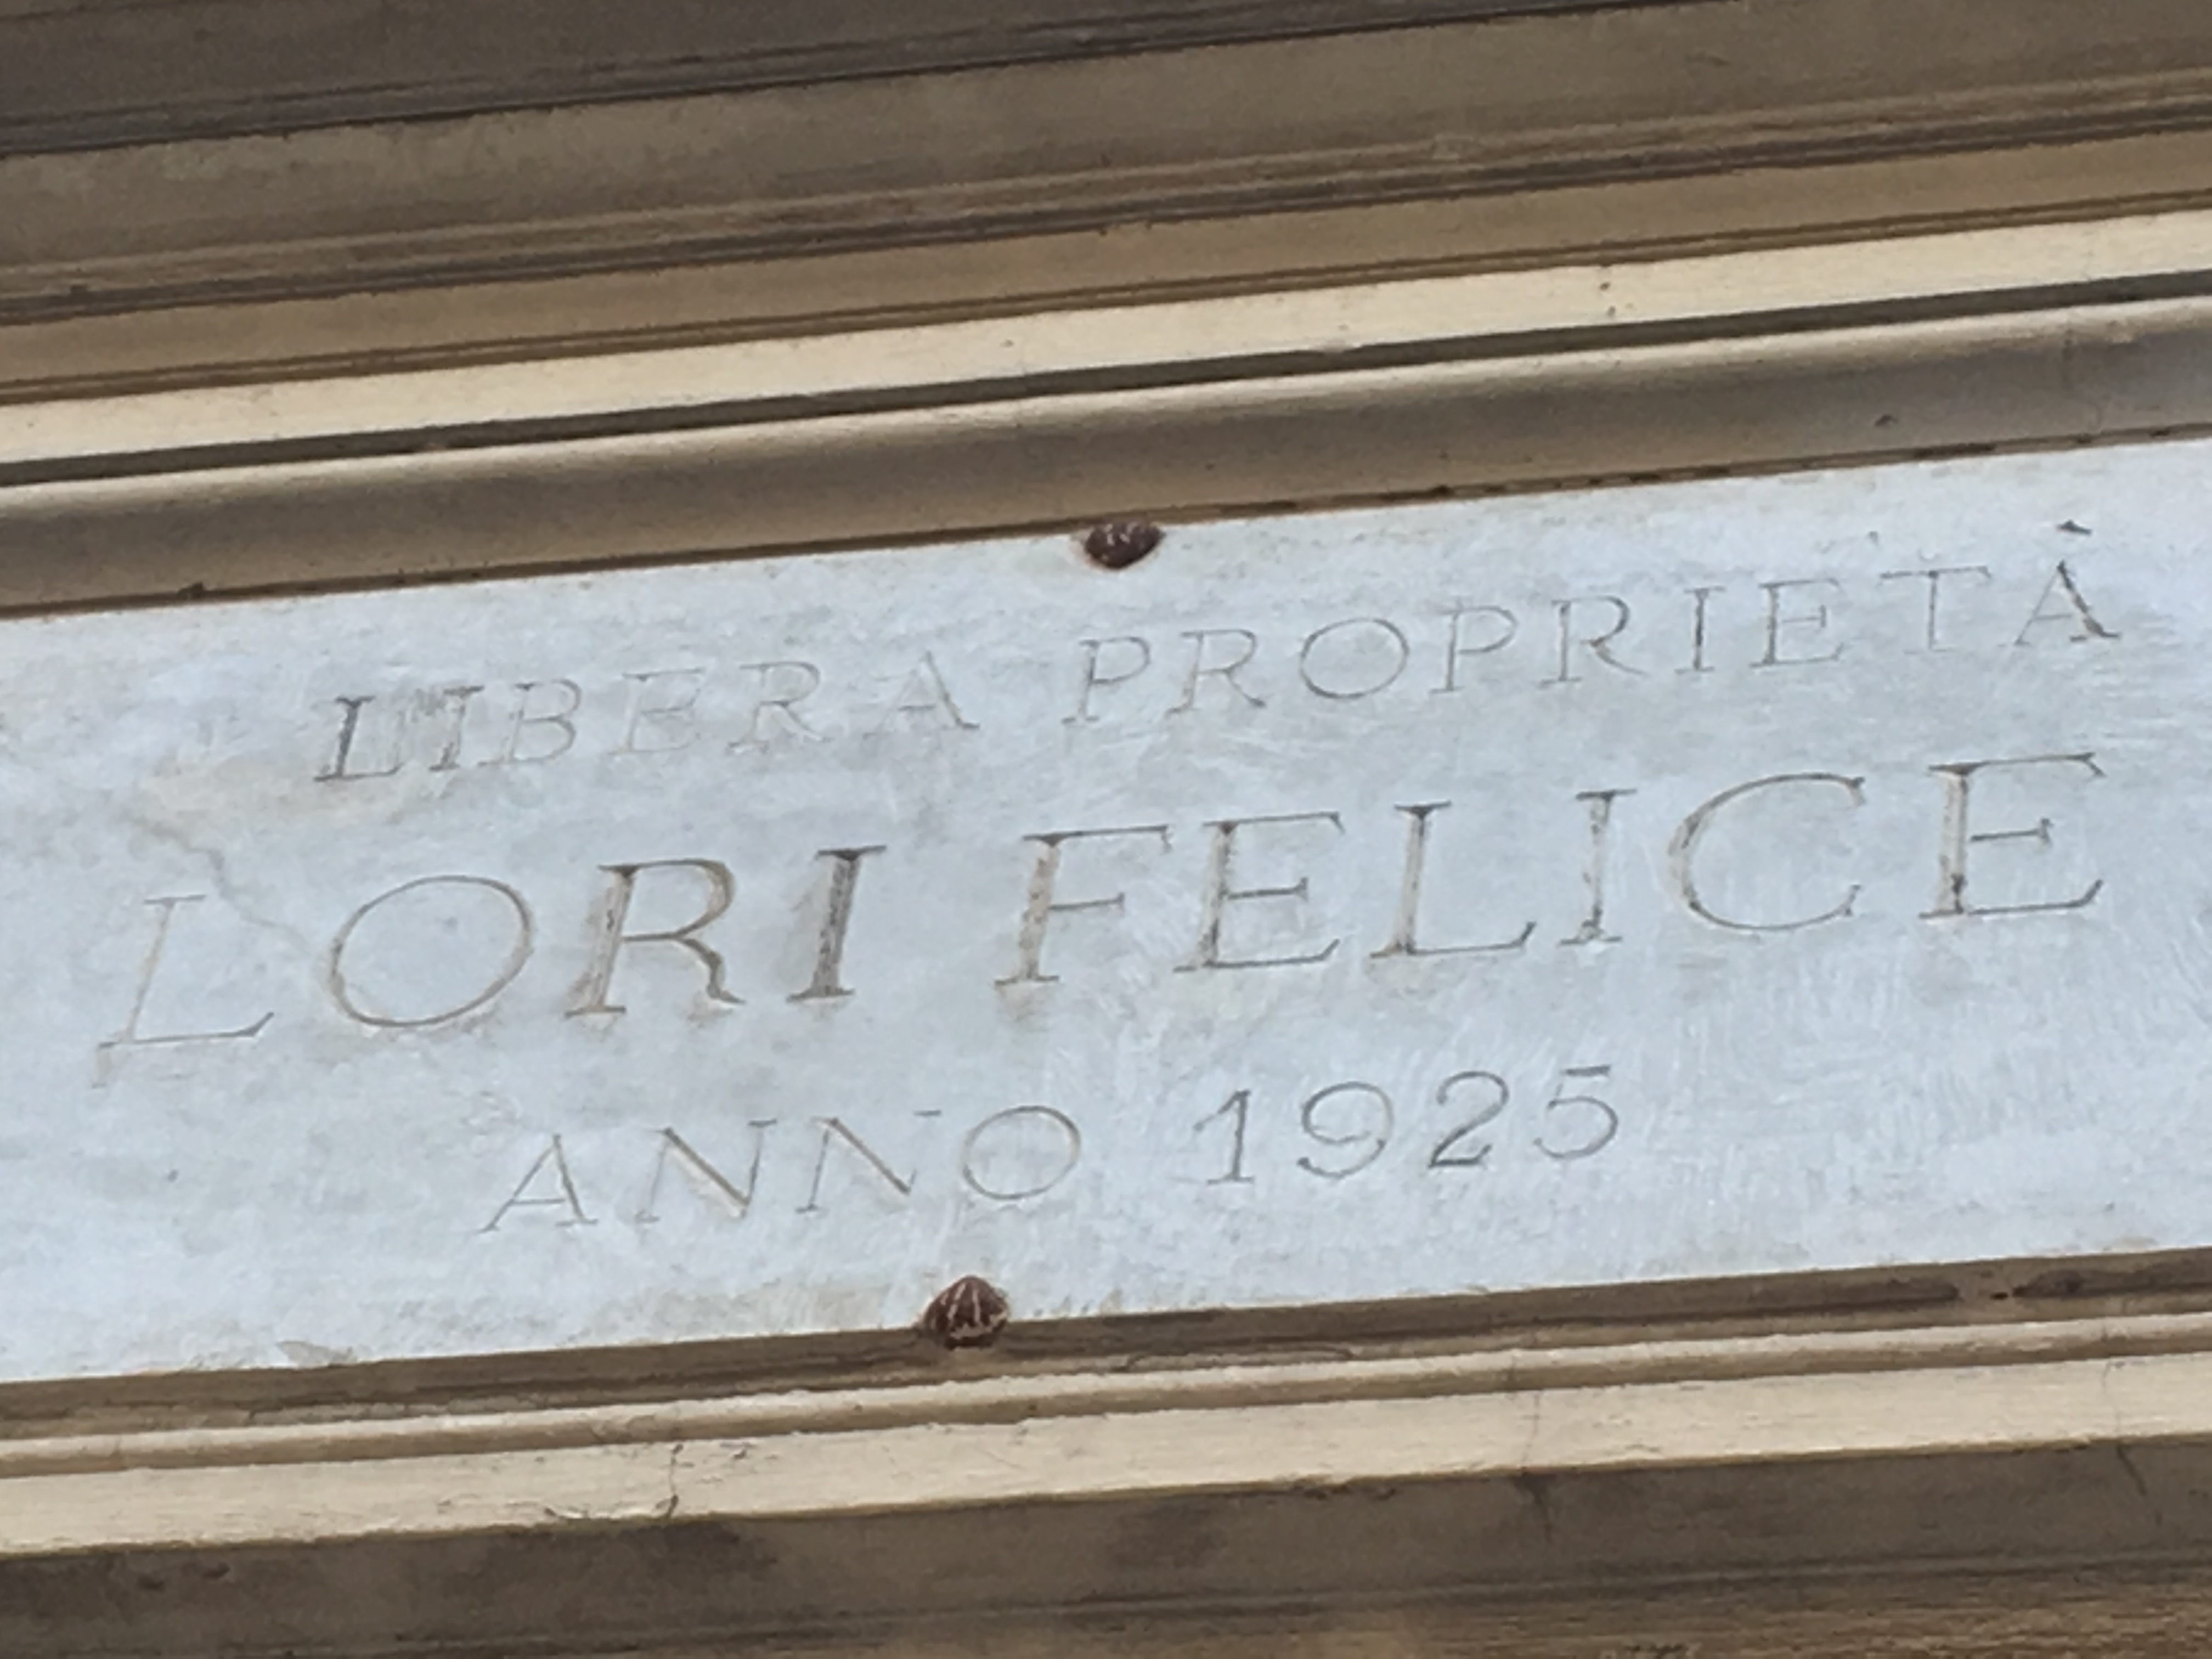 LIBERA PROPRIETÀ
LORI FELICE
ANNO 1925